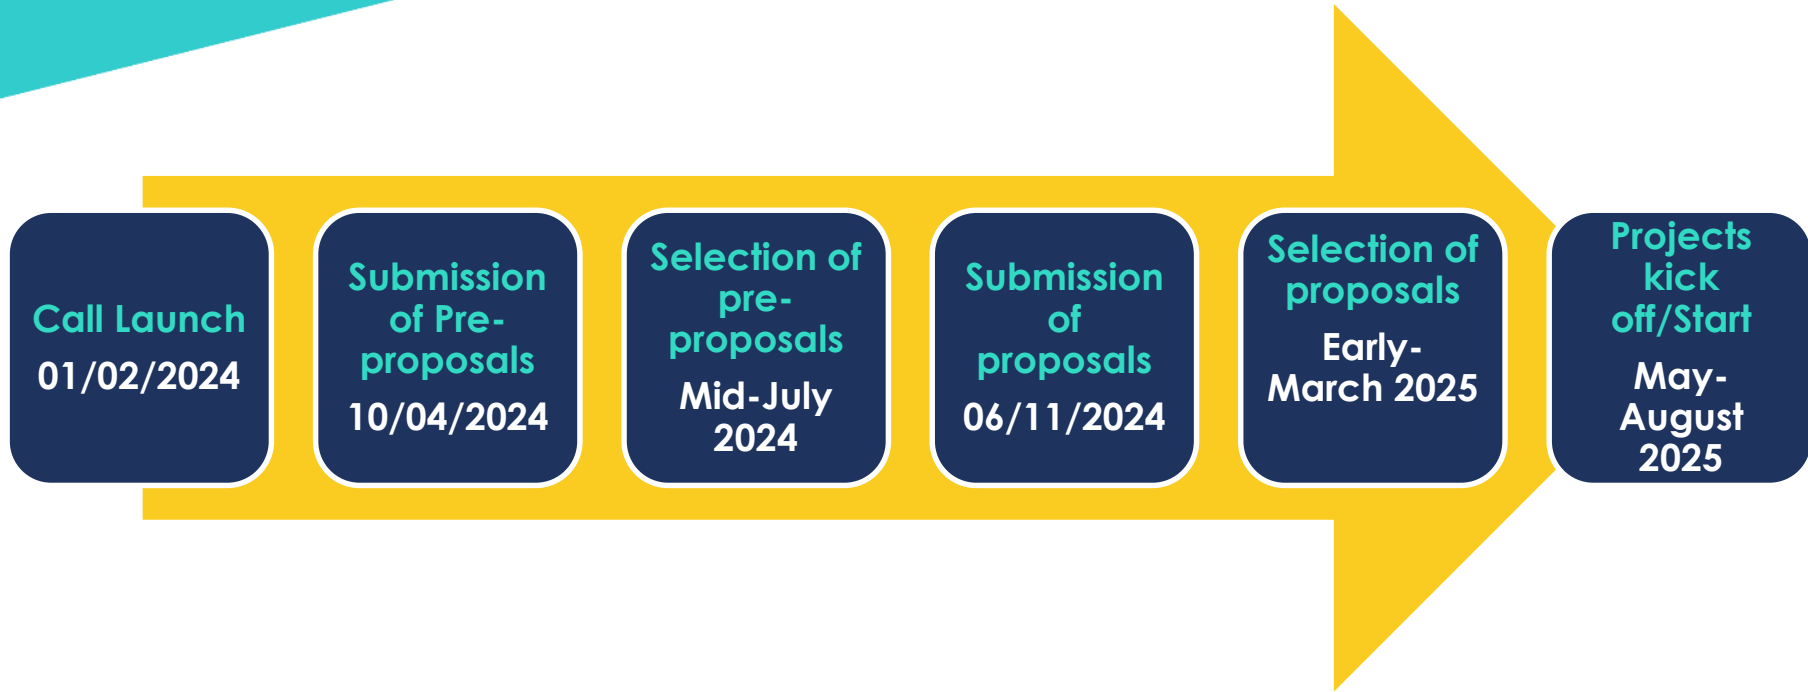 Call Launch
01/02/2024
Submission
of Pre-
proposals
10/04/2024
Selection of
pre-
proposals
Mid-July
2024
Submission
of
proposals
06/11/2024
Selection of
proposals
Early-
March 2025
Projects
kick
off/Start
May-
August
2025